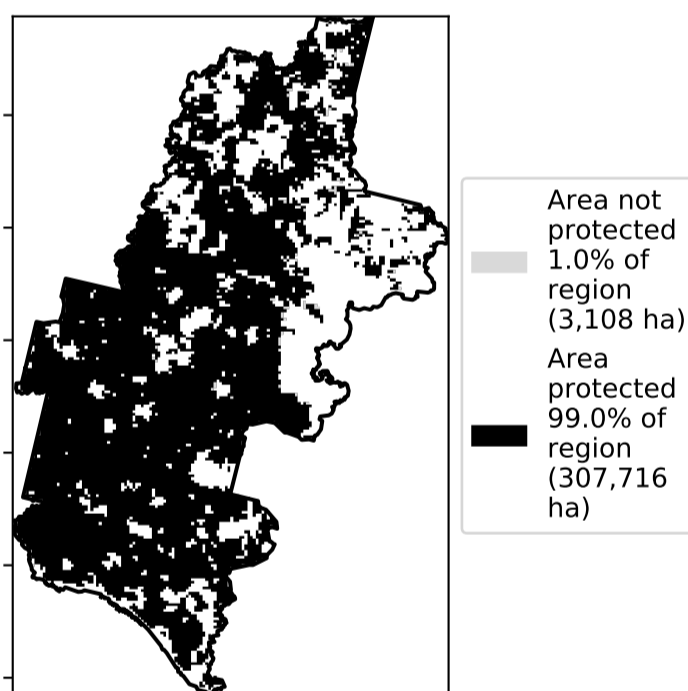 Area not
protected
1.0% of
region
(3,108 ha)
Area
protected
99.0% of
region
(307,716
ha)